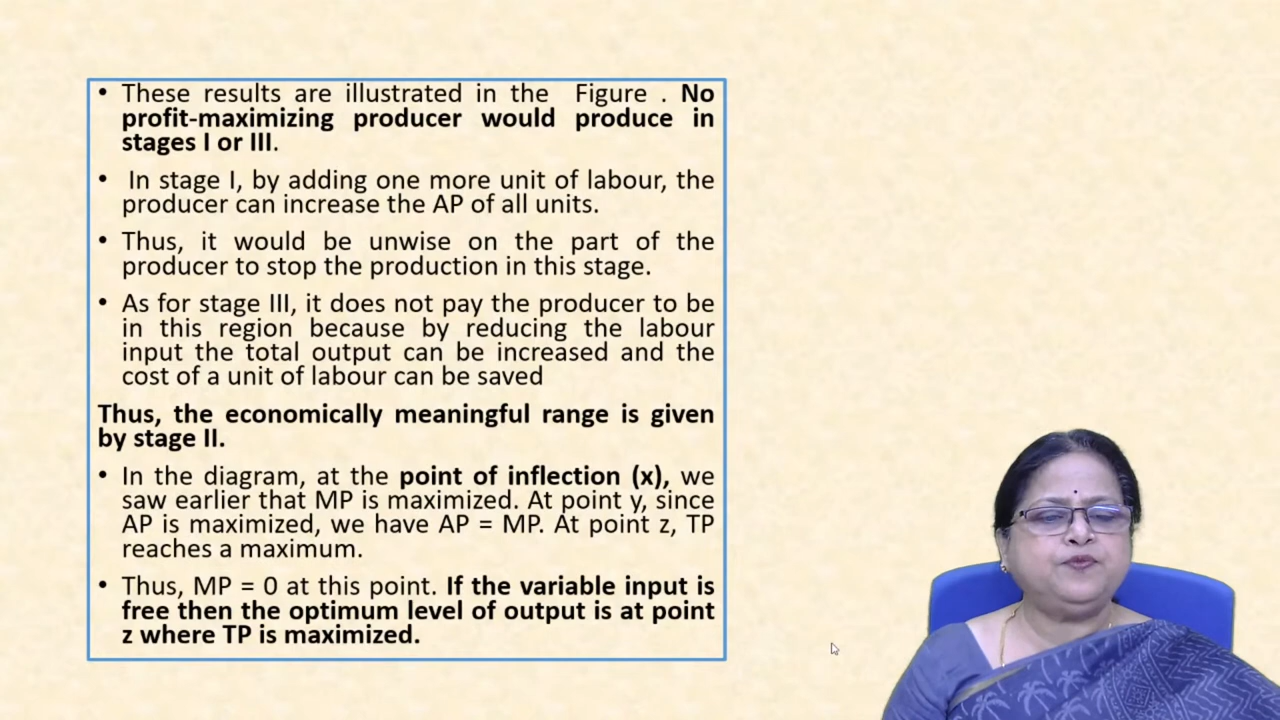 • These results are illustrated in the Figure . No
profit-maximizing producer would produce in
stages I or III.
• In stage I, by adding one more unit of labour, the
producer can increase the AP of all units.
• Thus, it would be unwise on the part of the
producer to stop the production in this stage.
• As for stage III, it does not pay the producer to be
in this region because by reducing the labour
input the total output can be increased and the
cost of a unit of labour can be saved
Thus, the economically meaningful range is given
by stage II.
• In the diagram, at the point of inflection (x), we
saw earlier that MP is maximized. At point y, since
AP is maximized, we have AP = MP. At point z, TP
reaches a maximum.
• Thus, MP = 0 at this point. If the variable input is
free then the optimum level of output is at point
z where TP is maximized.